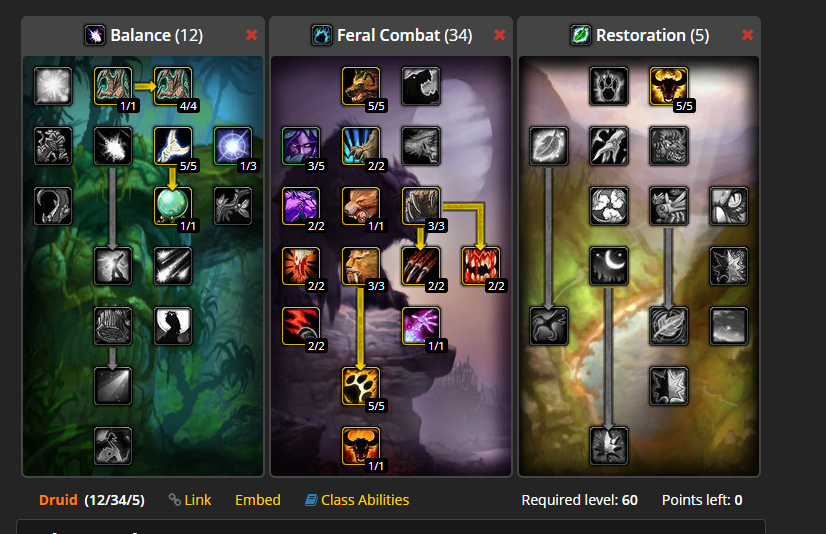 Balance (12) Feral Combat (34) Restoration (5)
1/1 4/4 5/5 5/5
5/5 1/3 3/5 2/2
1/1 2/2 1/1 3/3
2/2 3/3 2/2 2/2
2/2 1/1
5/5
1/1
Druid (12/34/5) Link Embed Class Abilities Required level: 60 Points left: 0